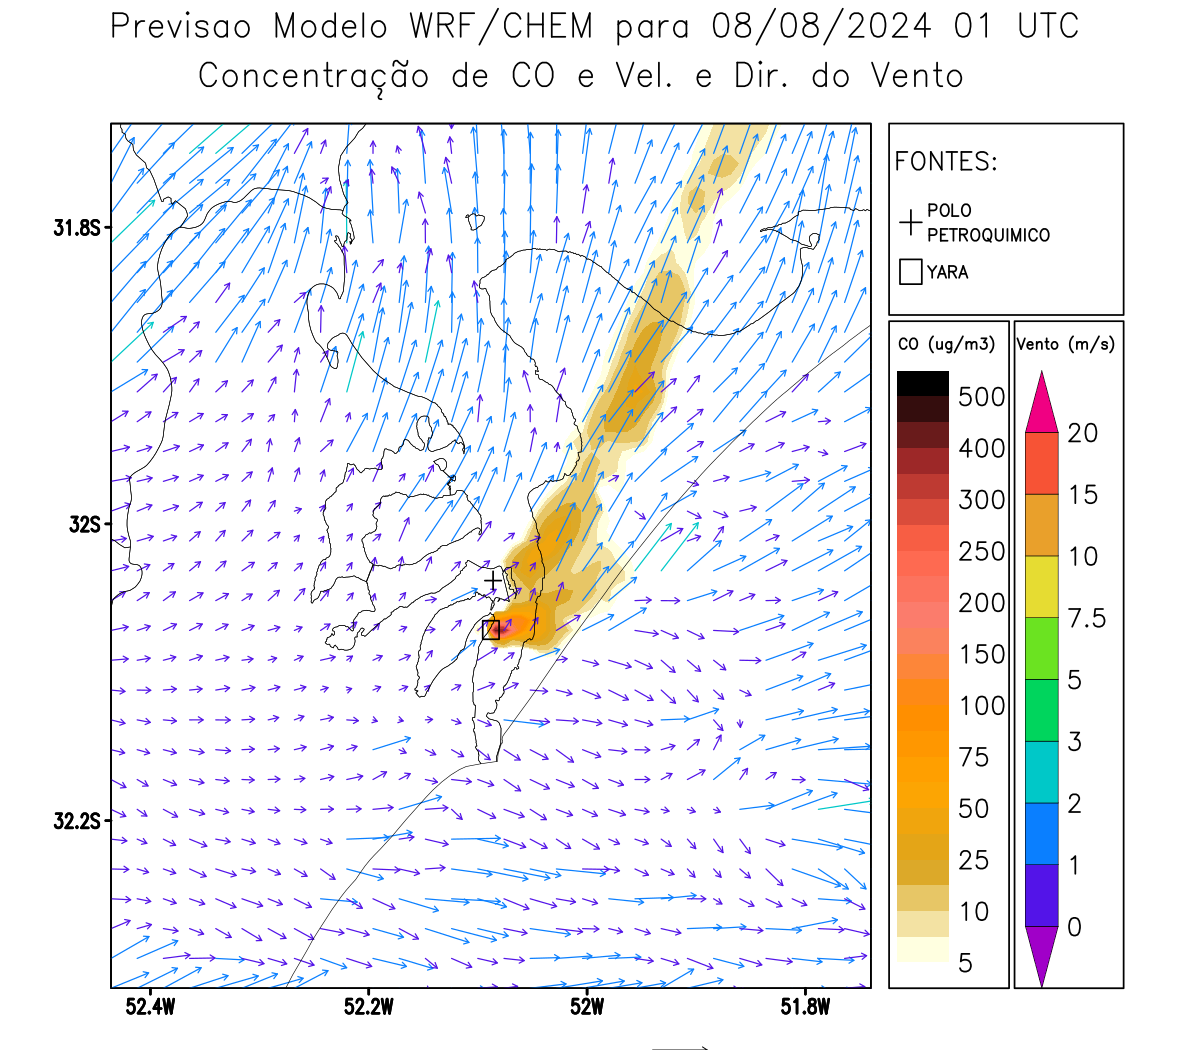 Previsao Modelo WRF/CHEM para 08/08/2024 01 UTC
Concentração de CO e Vel. e Dir. do Vento
FONTES:
POLO
PETROQUIMICO
YARA
CO (ug/m3)
500
400
300
250
200
150
100
75
50
25
10
5
Vento (m/s)
20
15
10
7.5
5
3
2
1
0
31.8S
32S
32.2S
52.4W
52.2W
52W
51.8W